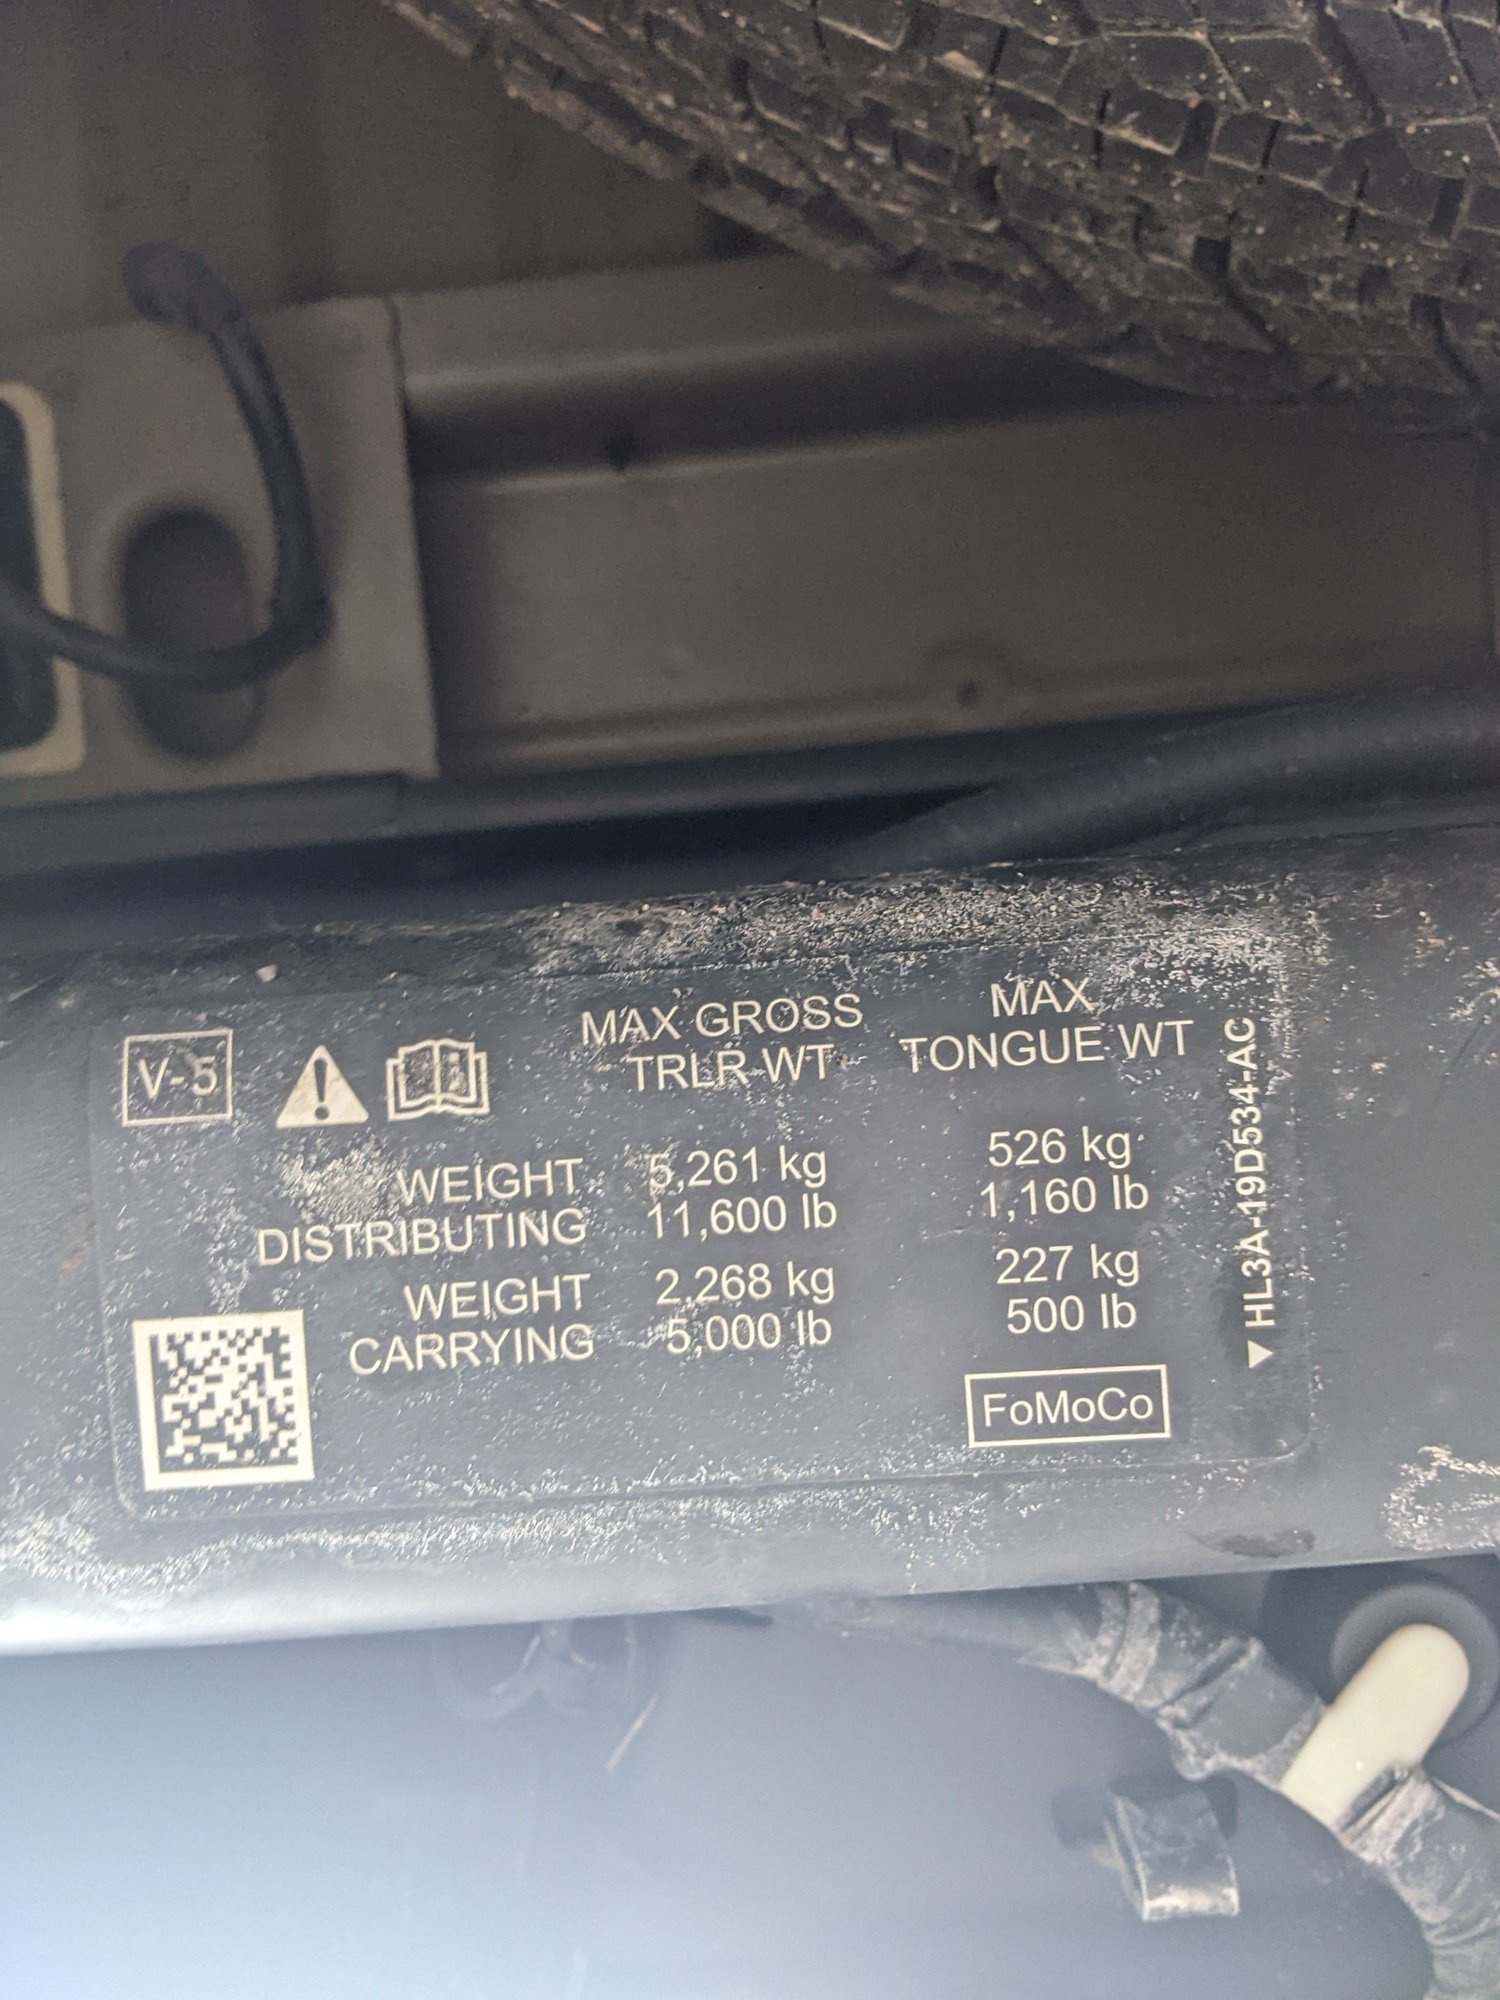 V-5
MAX GROSS
TRLR WT
MAX
TONGUE WT
WEIGHT
DISTRIBUTING
5,261 kg
11,600 lb
526 kg
1,160 lb
WEIGHT
CARRYING
2,268 kg
5,000 lb
227 kg
500 lb
FoMoCo
▼HL3A-19D534-AC